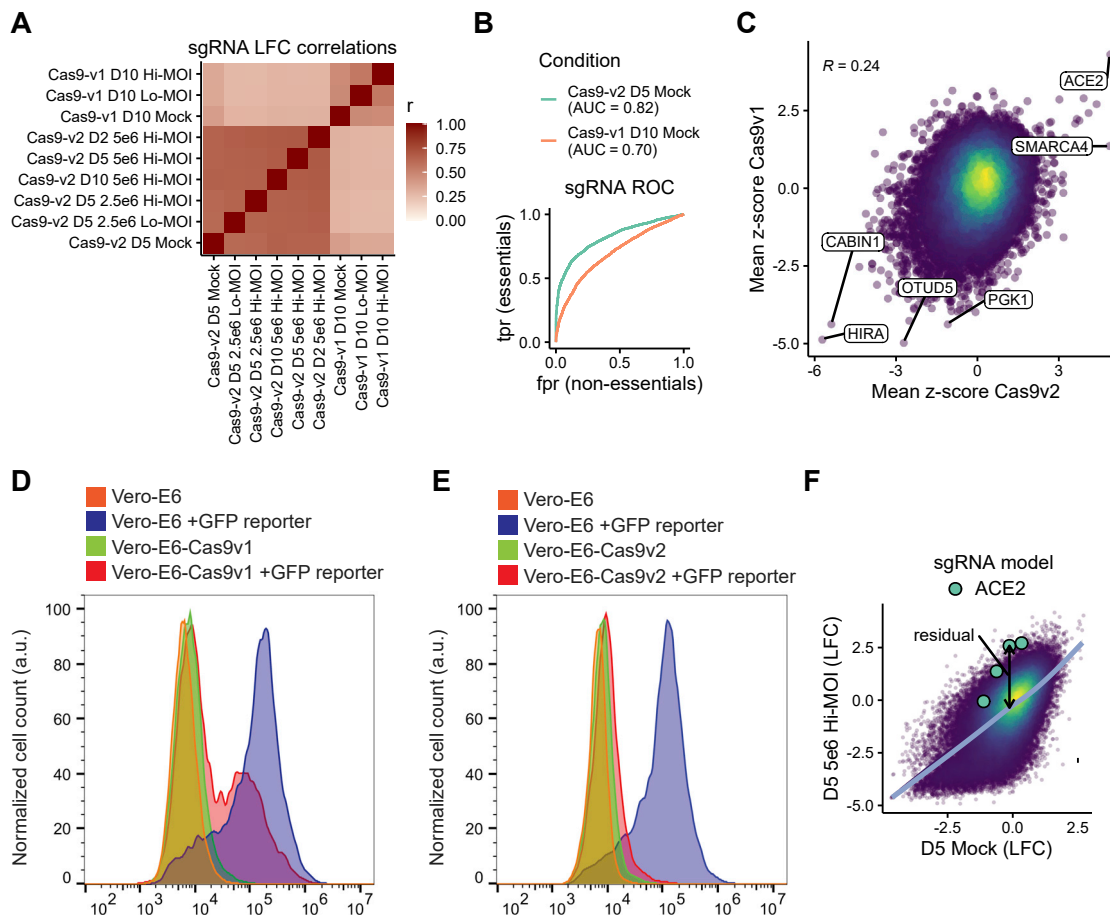 A
sgRNA LFC correlations
Cas9-v1 D10 Hi-MOI
Cas9-v1 D10 Lo-MOI
Cas9-v1 D10 Mock
Cas9-v2 D2 5e6 Hi-MOI
Cas9-v2 D5 5e6 Hi-MOI
Cas9-v2 D10 5e6 Hi-MOI
Cas9-v2 D5 2.5e6 Hi-MOI
Cas9-v2 D5 2.5e6 Lo-MOI
Cas9-v2 D5 Mock
Cas9-v2 D5 Mock
Cas9-v2 D5 2.5e6 Lo-MOI
Cas9-v2 D5 2.5e6 Hi-MOI
Cas9-v2 D10 5e6 Hi-MOI
Cas9-v2 D5 5e6 Hi-MOI
Cas9-v2 D2 5e6 Hi-MOI
Cas9-v1 D10 Mock
Cas9-v1 D10 Lo-MOI
Cas9-v1 D10 Hi-MOI
r
1.00
0.75
0.50
0.25
0.00
B
Condition
Cas9-v2 D5 Mock
(AUC = 0.82)
Cas9-v1 D10 Mock
(AUC = 0.70)
sgRNA ROC
tpr (essentials)
1.0
0.5
0.0
0.0 0.5 1.0
fpr (non-essentials)
C
R = 0.24
ACE2
SMARCA4
CABIN1
OTUD5
PGK1
HIRA
Mean z-score Cas9v1
2.5
0.0
-2.5
-5.0
-6 -3 0 3
Mean z-score Cas9v2
D
Vero-E6
Vero-E6 +GFP reporter
Vero-E6-Cas9v1
Vero-E6-Cas9v1 +GFP reporter
Normalized cell count (a.u.)
100
80
60
40
20
0
10² 10³ 10⁴ 10⁵ 10⁶ 10⁷
E
Vero-E6
Vero-E6 +GFP reporter
Vero-E6-Cas9v2
Vero-E6-Cas9v2 +GFP reporter
Normalized cell count (a.u.)
100
80
60
40
20
0
10² 10³ 10⁴ 10⁵ 10⁶ 10⁷
F
sgRNA model
ACE2
residual
D5 5e6 Hi-MOI (LFC)
2.5
0.0
-2.5
-5.0
0.0 2.5
D5 Mock (LFC)